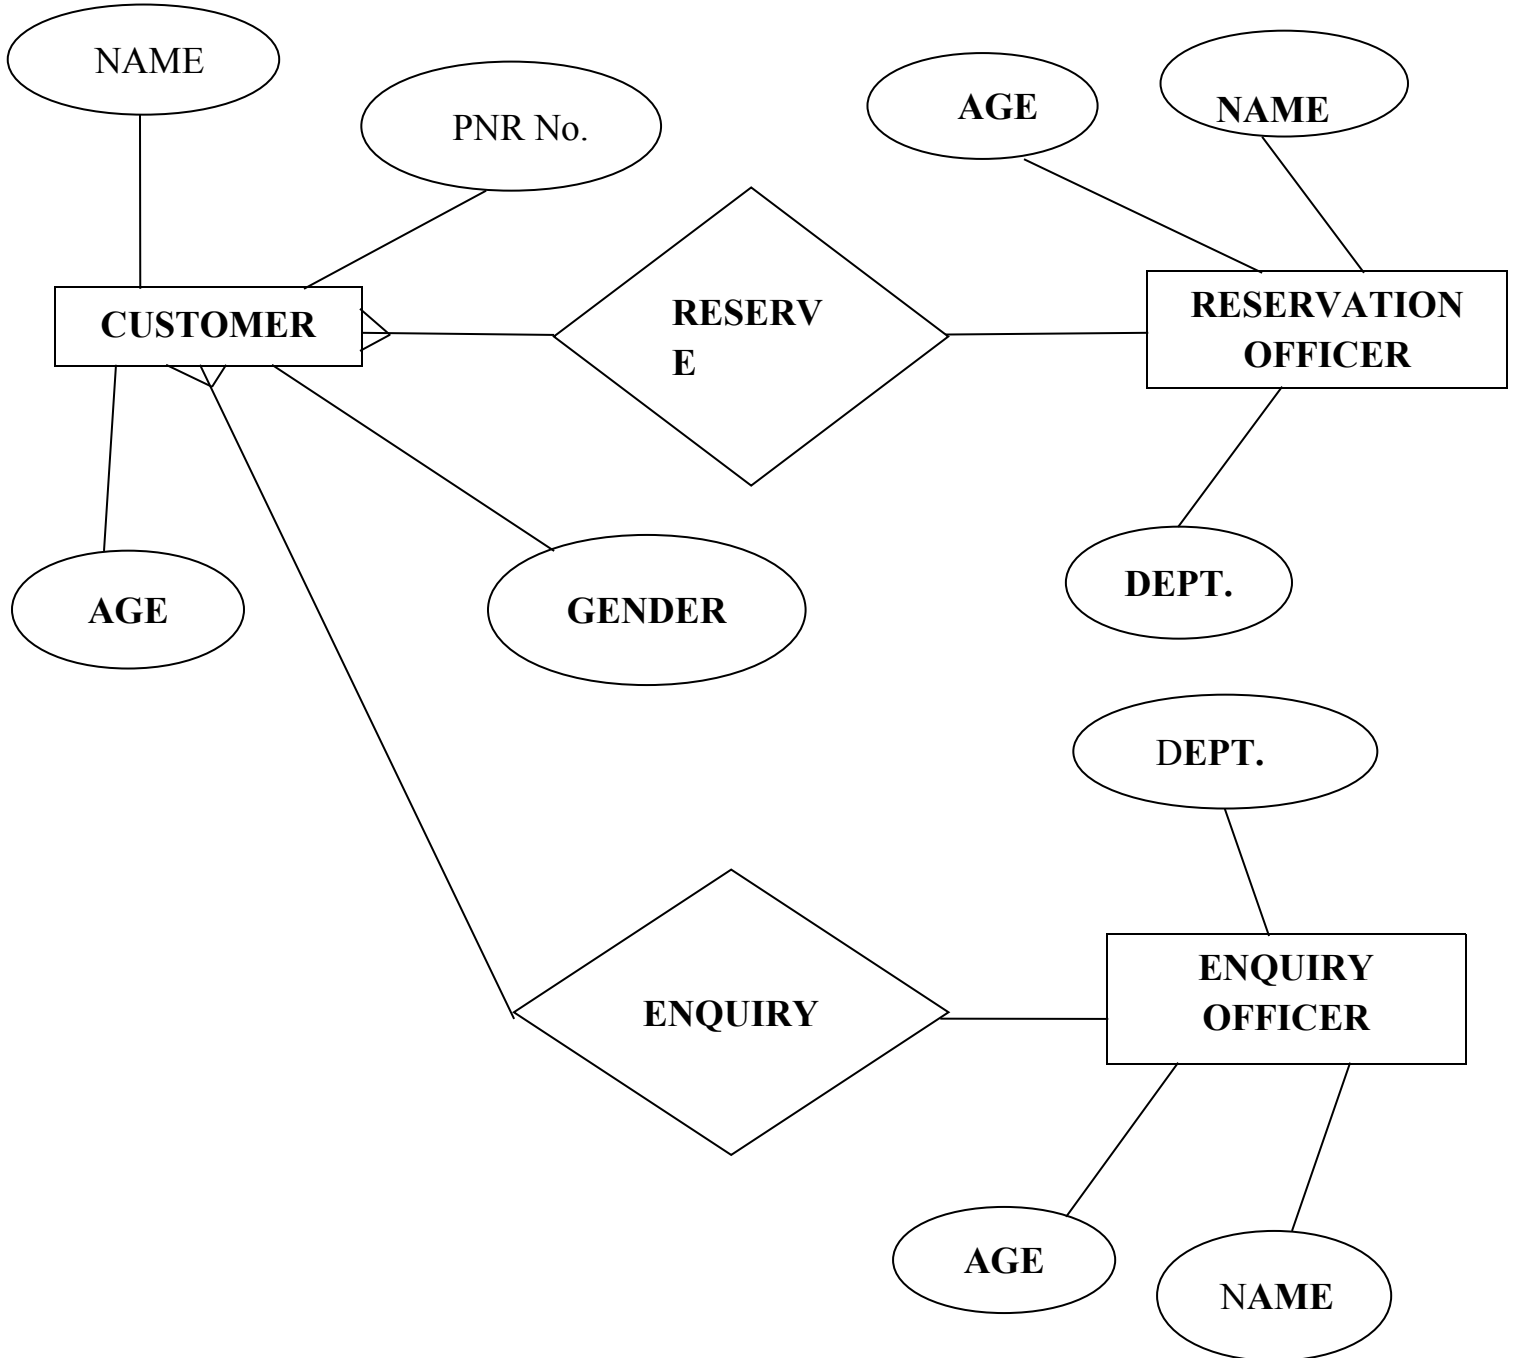 NAME
PNR No.
AGE
NAME
CUSTOMER
RESERV
E
RESERVATION
OFFICER
AGE
GENDER
DEPT.
DEPT.
ENQUIRY
ENQUIRY
OFFICER
AGE
NAME